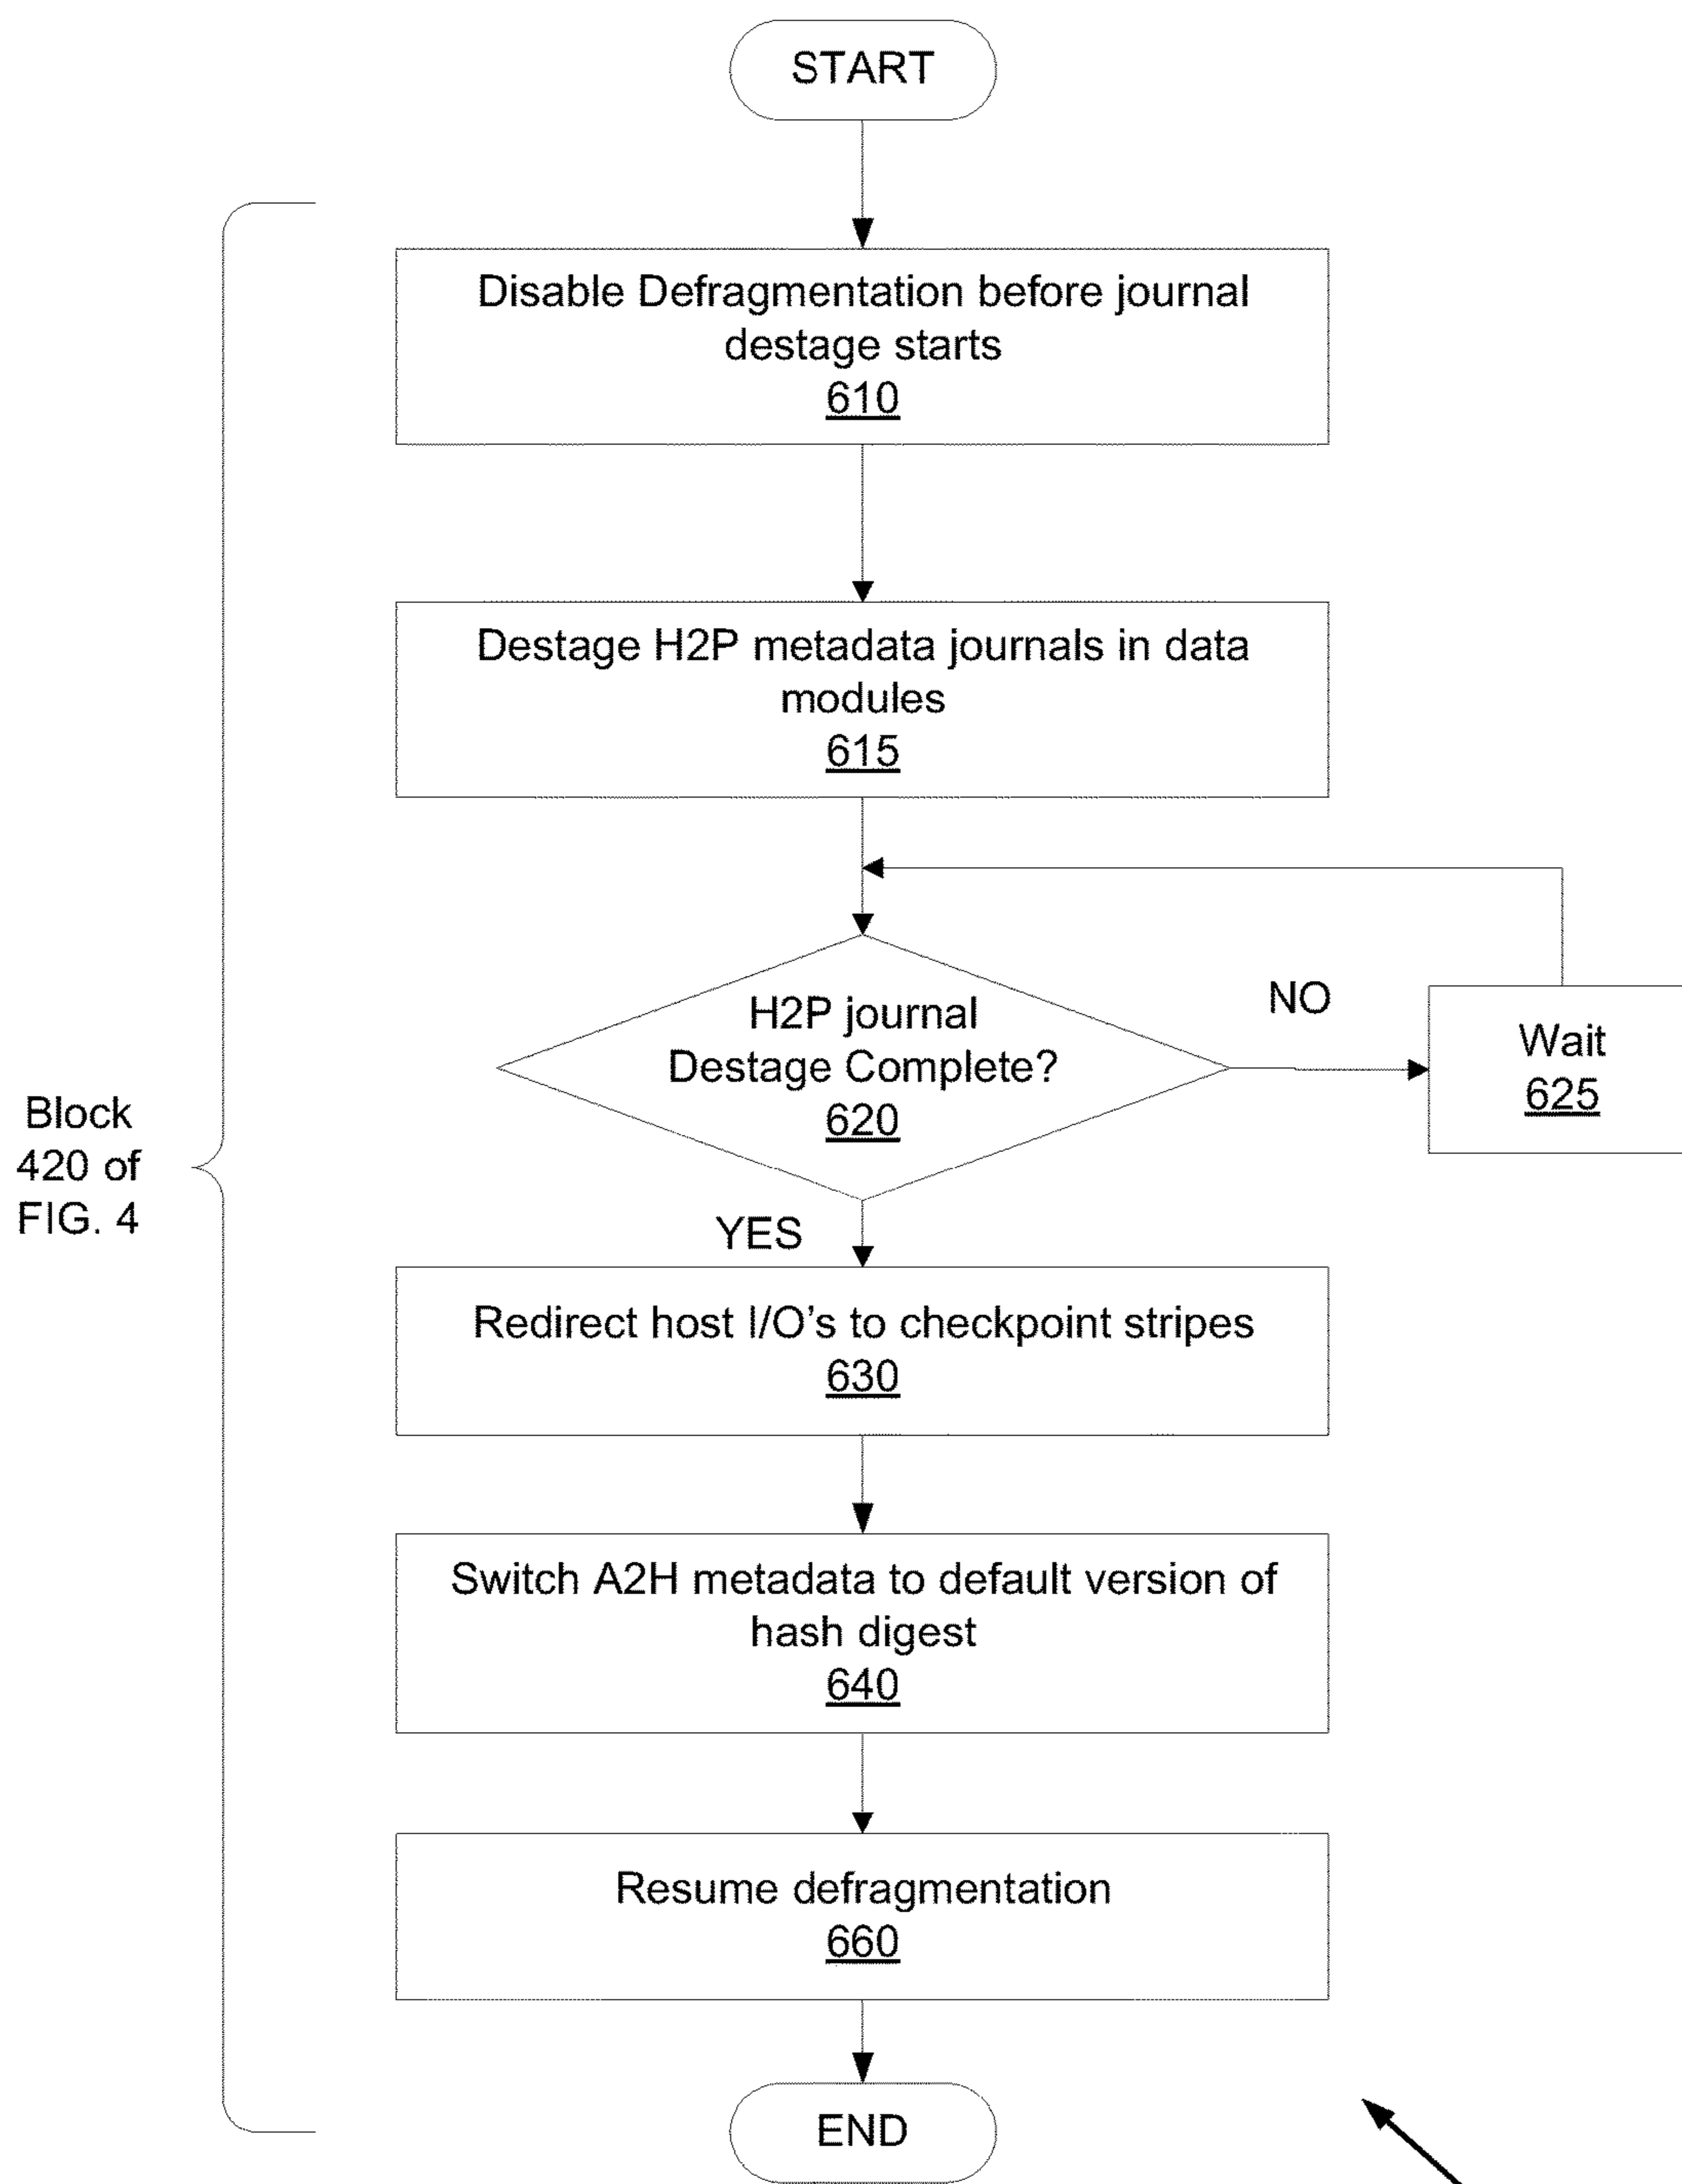 START
Disable Defragmentation before journal
destage starts
610
Destage H2P metadata journals in data
modules
615
H2P journal
Destage Complete?
620
NO
Wait
625
Block
420 of
FIG. 4
YES
Redirect host I/O's to checkpoint stripes
630
Switch A2H metadata to default version of
hash digest
640
Resume defragmentation
660
END